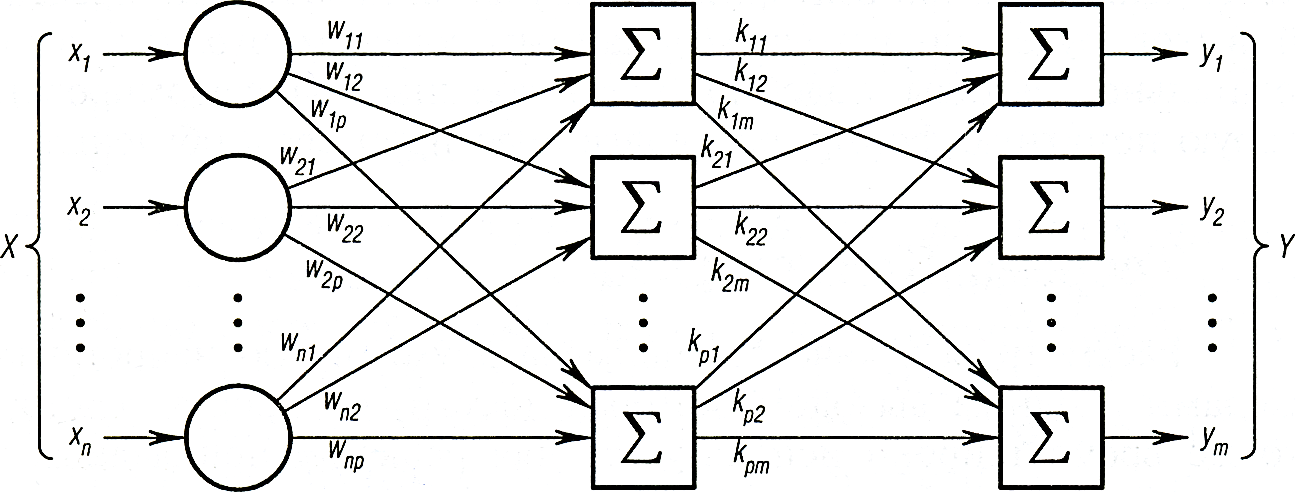 x1 w11 Σ k11 Σ y1
w12 k12
w1p k1m
w21 k21
x2 w22 Σ k22 Σ y2
X w2p k2m Y
wn1 kp1
wn2 kp2
xn wnp Σ kpm Σ ym